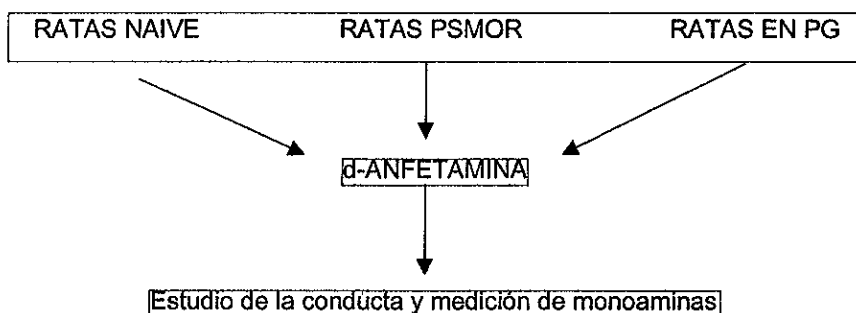 RATAS NAIVE RATAS PSMOR RATAS EN PG
d-ANFETAMINA
Estudio de la conducta y medición de monoaminas